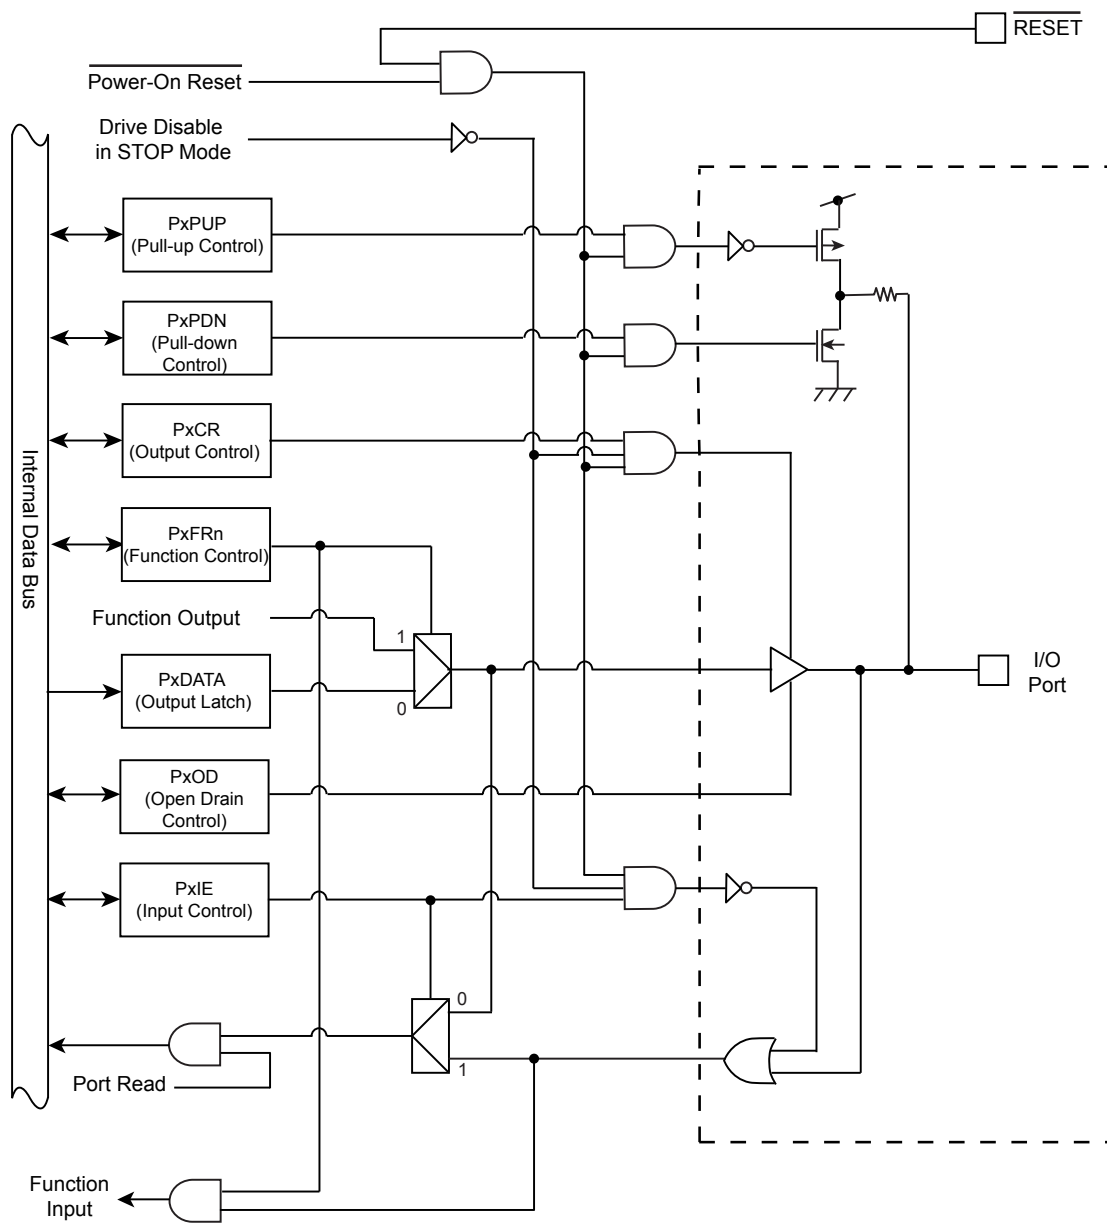 RESET
Power-On Reset
Drive Disable
in STOP Mode
PxPUP
(Pull-up Control)
PxPDN
(Pull-down
Control)
PxCR
(Output Control)
Internal Data Bus
PxFRn
(Function Control)
Function Output
1
I/O
Port
PxDATA
(Output Latch)
0
PxOD
(Open Drain
Control)
PxIE
(Input Control)
0
1
Port Read
Function
Input